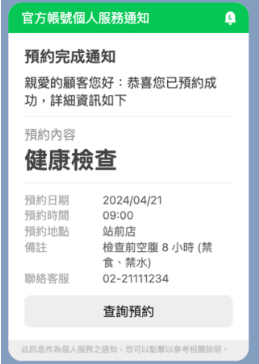 官方帳號個人服務通知
預約完成通知
親愛的顧客您好：恭喜您已預約成
功，詳細資訊如下
預約內容
健康檢查
預約日期 2024/04/21
預約時間 09:00
預約地點 站前店
備註 檢查前空腹 8 小時 (禁
食、禁水)
聯絡客服 02-21111234
查詢預約
此訊息作為個人服務之通知，您可以點擊以參考相關說明。